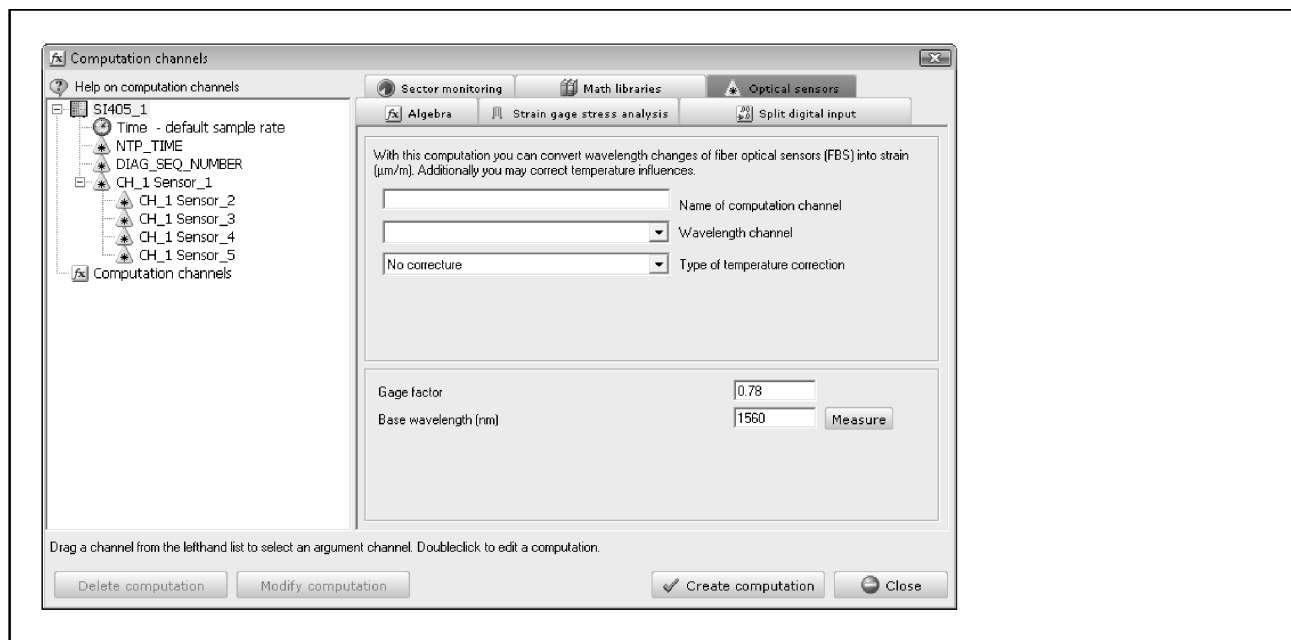 Computation channels
Help on computation channels
SI405_1
Time - default sample rate
NTP_TIME
DIAG_SEQ_NUMBER
CH_1 Sensor_1
CH_1 Sensor_2
CH_1 Sensor_3
CH_1 Sensor_4
CH_1 Sensor_5
fx Computation channels
Sector monitoring
Math libraries
Optical sensors
fx Algebra
Strain gage stress analysis
Split digital input
With this computation you can convert wavelength changes of fiber optical sensors (FBS) into strain
(µm/m). Additionally you may correct temperature influences.
Name of computation channel
Wavelength channel
No correcture
Type of temperature correction
Gage factor
0.78
Base wavelength (nm)
1560
Measure
Drag a channel from the lefthand list to select an argument channel. Doubleclick to edit a computation.
Delete computation
Modify computation
Create computation
Close